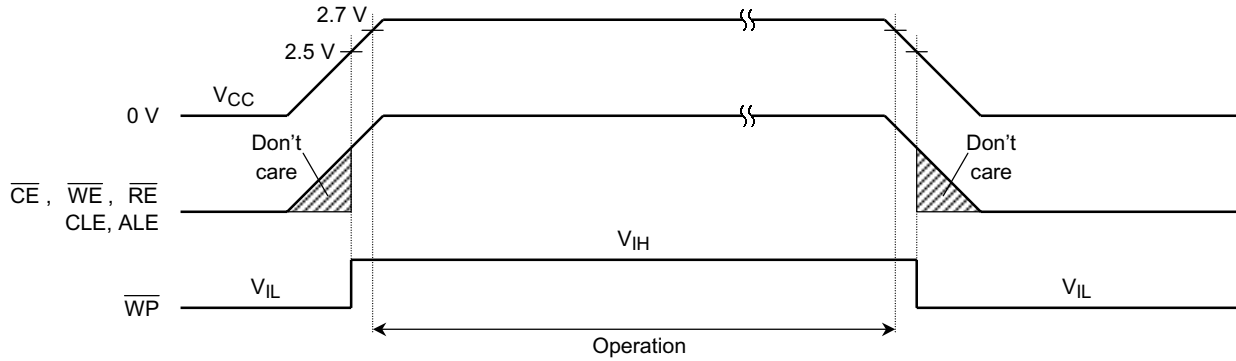 2.7 V
2.5 V
VCC
0 V
Don't
care
Don't
care
CE , WE , RE
CLE, ALE
VIH
VIL
VIL
WP
Operation